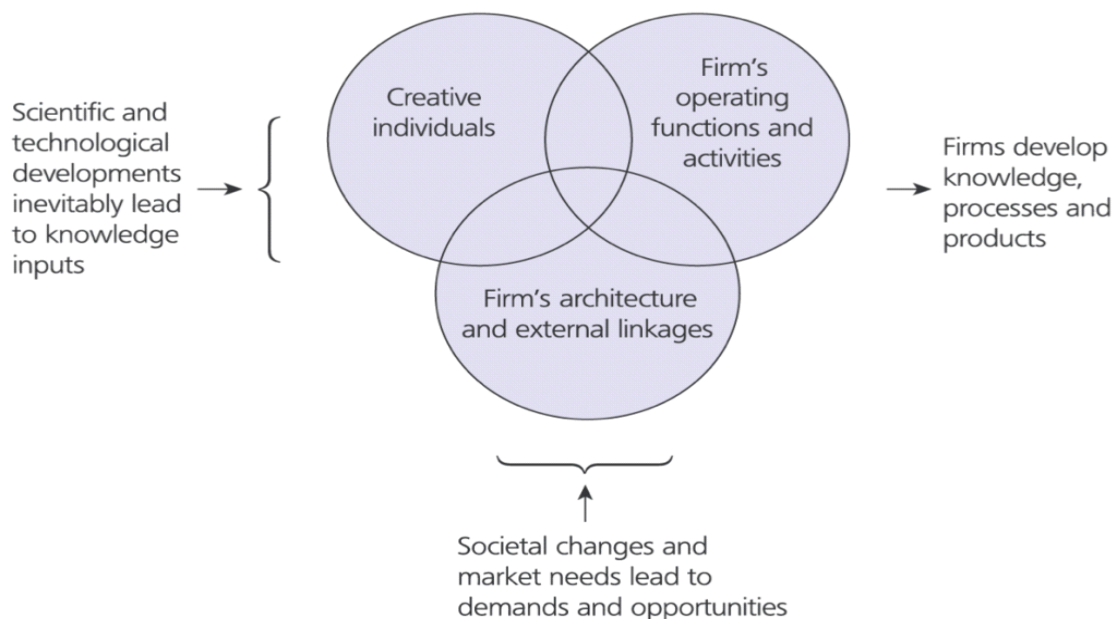 Scientific and
technological
developments
inevitably lead
to knowledge
inputs
Creative
individuals
Firm's
operating
functions and
activities
Firm's architecture
and external linkages
Firms develop
knowledge,
processes and
products
Societal changes and
market needs lead to
demands and opportunities